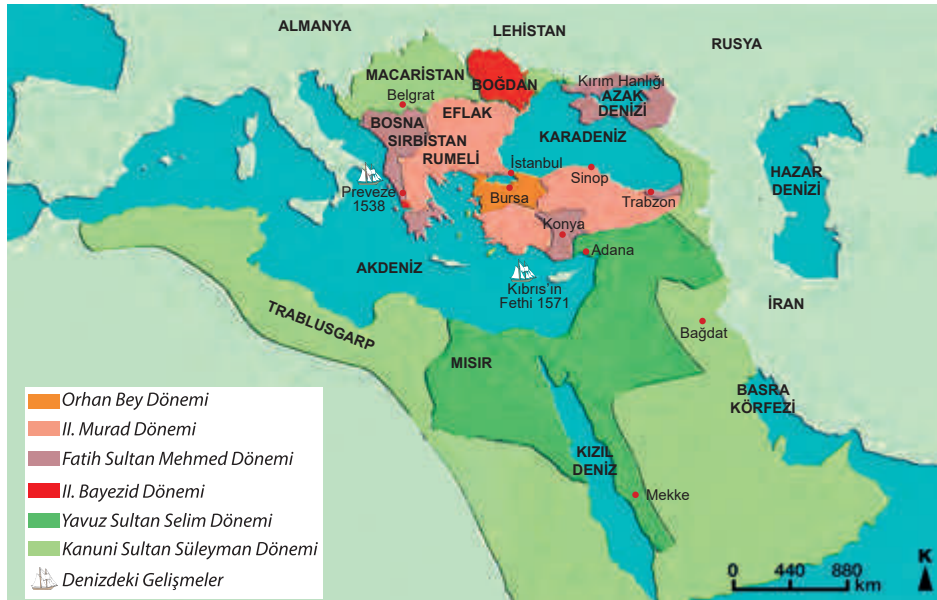 ALMANYA
LEHİSTAN
RUSYA
MACARİSTAN
BOĞDAN
Kırım Hanlığı
AZAK
DENİZİ
Belgrat
EFLAK
BOSNA
SIRBİSTAN
KARADENİZ
RUMELİ
İstanbul
Sinop
HAZAR
DENİZİ
Preveze
1538
Bursa
Trabzon
Konya
Adana
AKDENİZ
Kıbrıs'ın
Fethi 1571
İRAN
TRABLUSGARP
Bağdat
MISIR
BASRA
KÖRFEZİ
KIZIL
DENİZ
Mekke
Orhan Bey Dönemi
II. Murad Dönemi
Fatih Sultan Mehmed Dönemi
II. Bayezid Dönemi
Yavuz Sultan Selim Dönemi
Kanuni Sultan Süleyman Dönemi
Denizdeki Gelişmeler
K
0 440 880
km